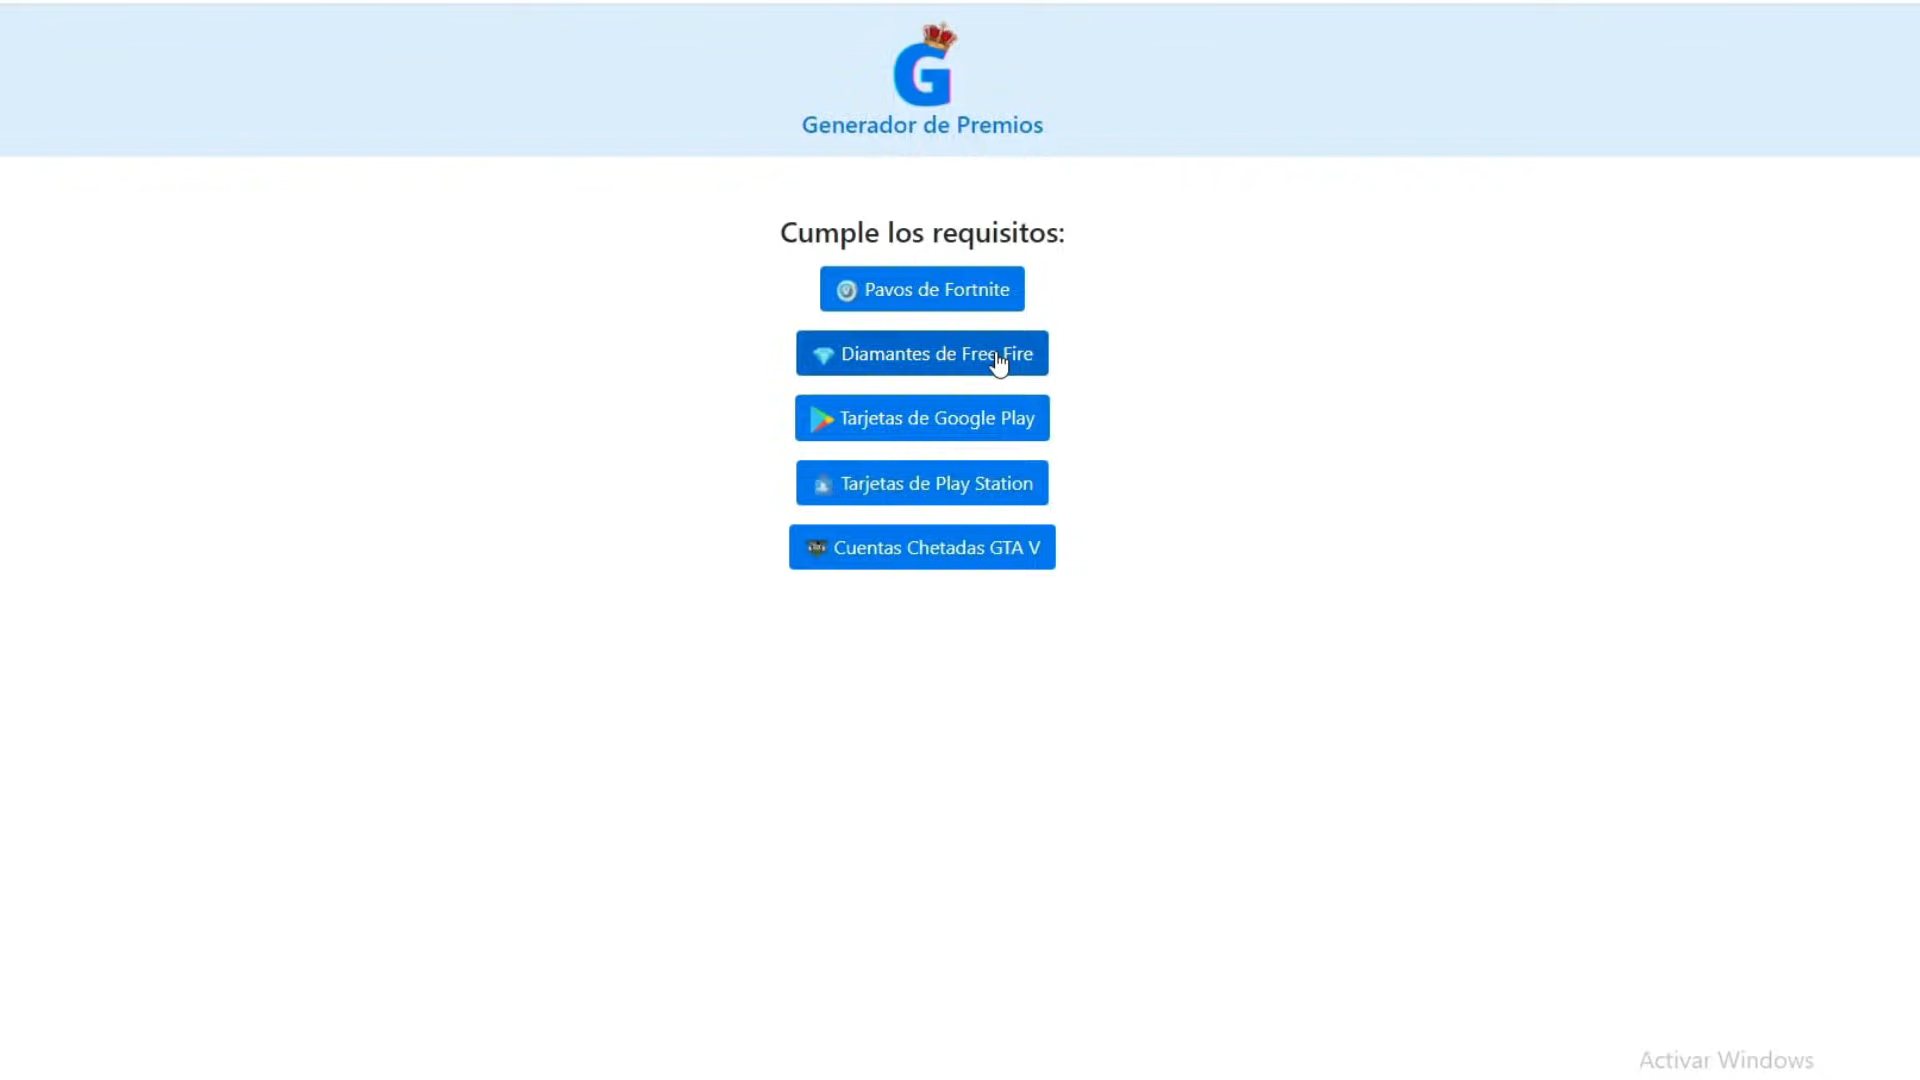 G
Generador de Premios
Cumple los requisitos:
Pavos de Fortnite
Diamantes de Free Fire
Tarjetas de Google Play
Tarjetas de Play Station
Cuentas Chetadas GTA V
Activar Windows